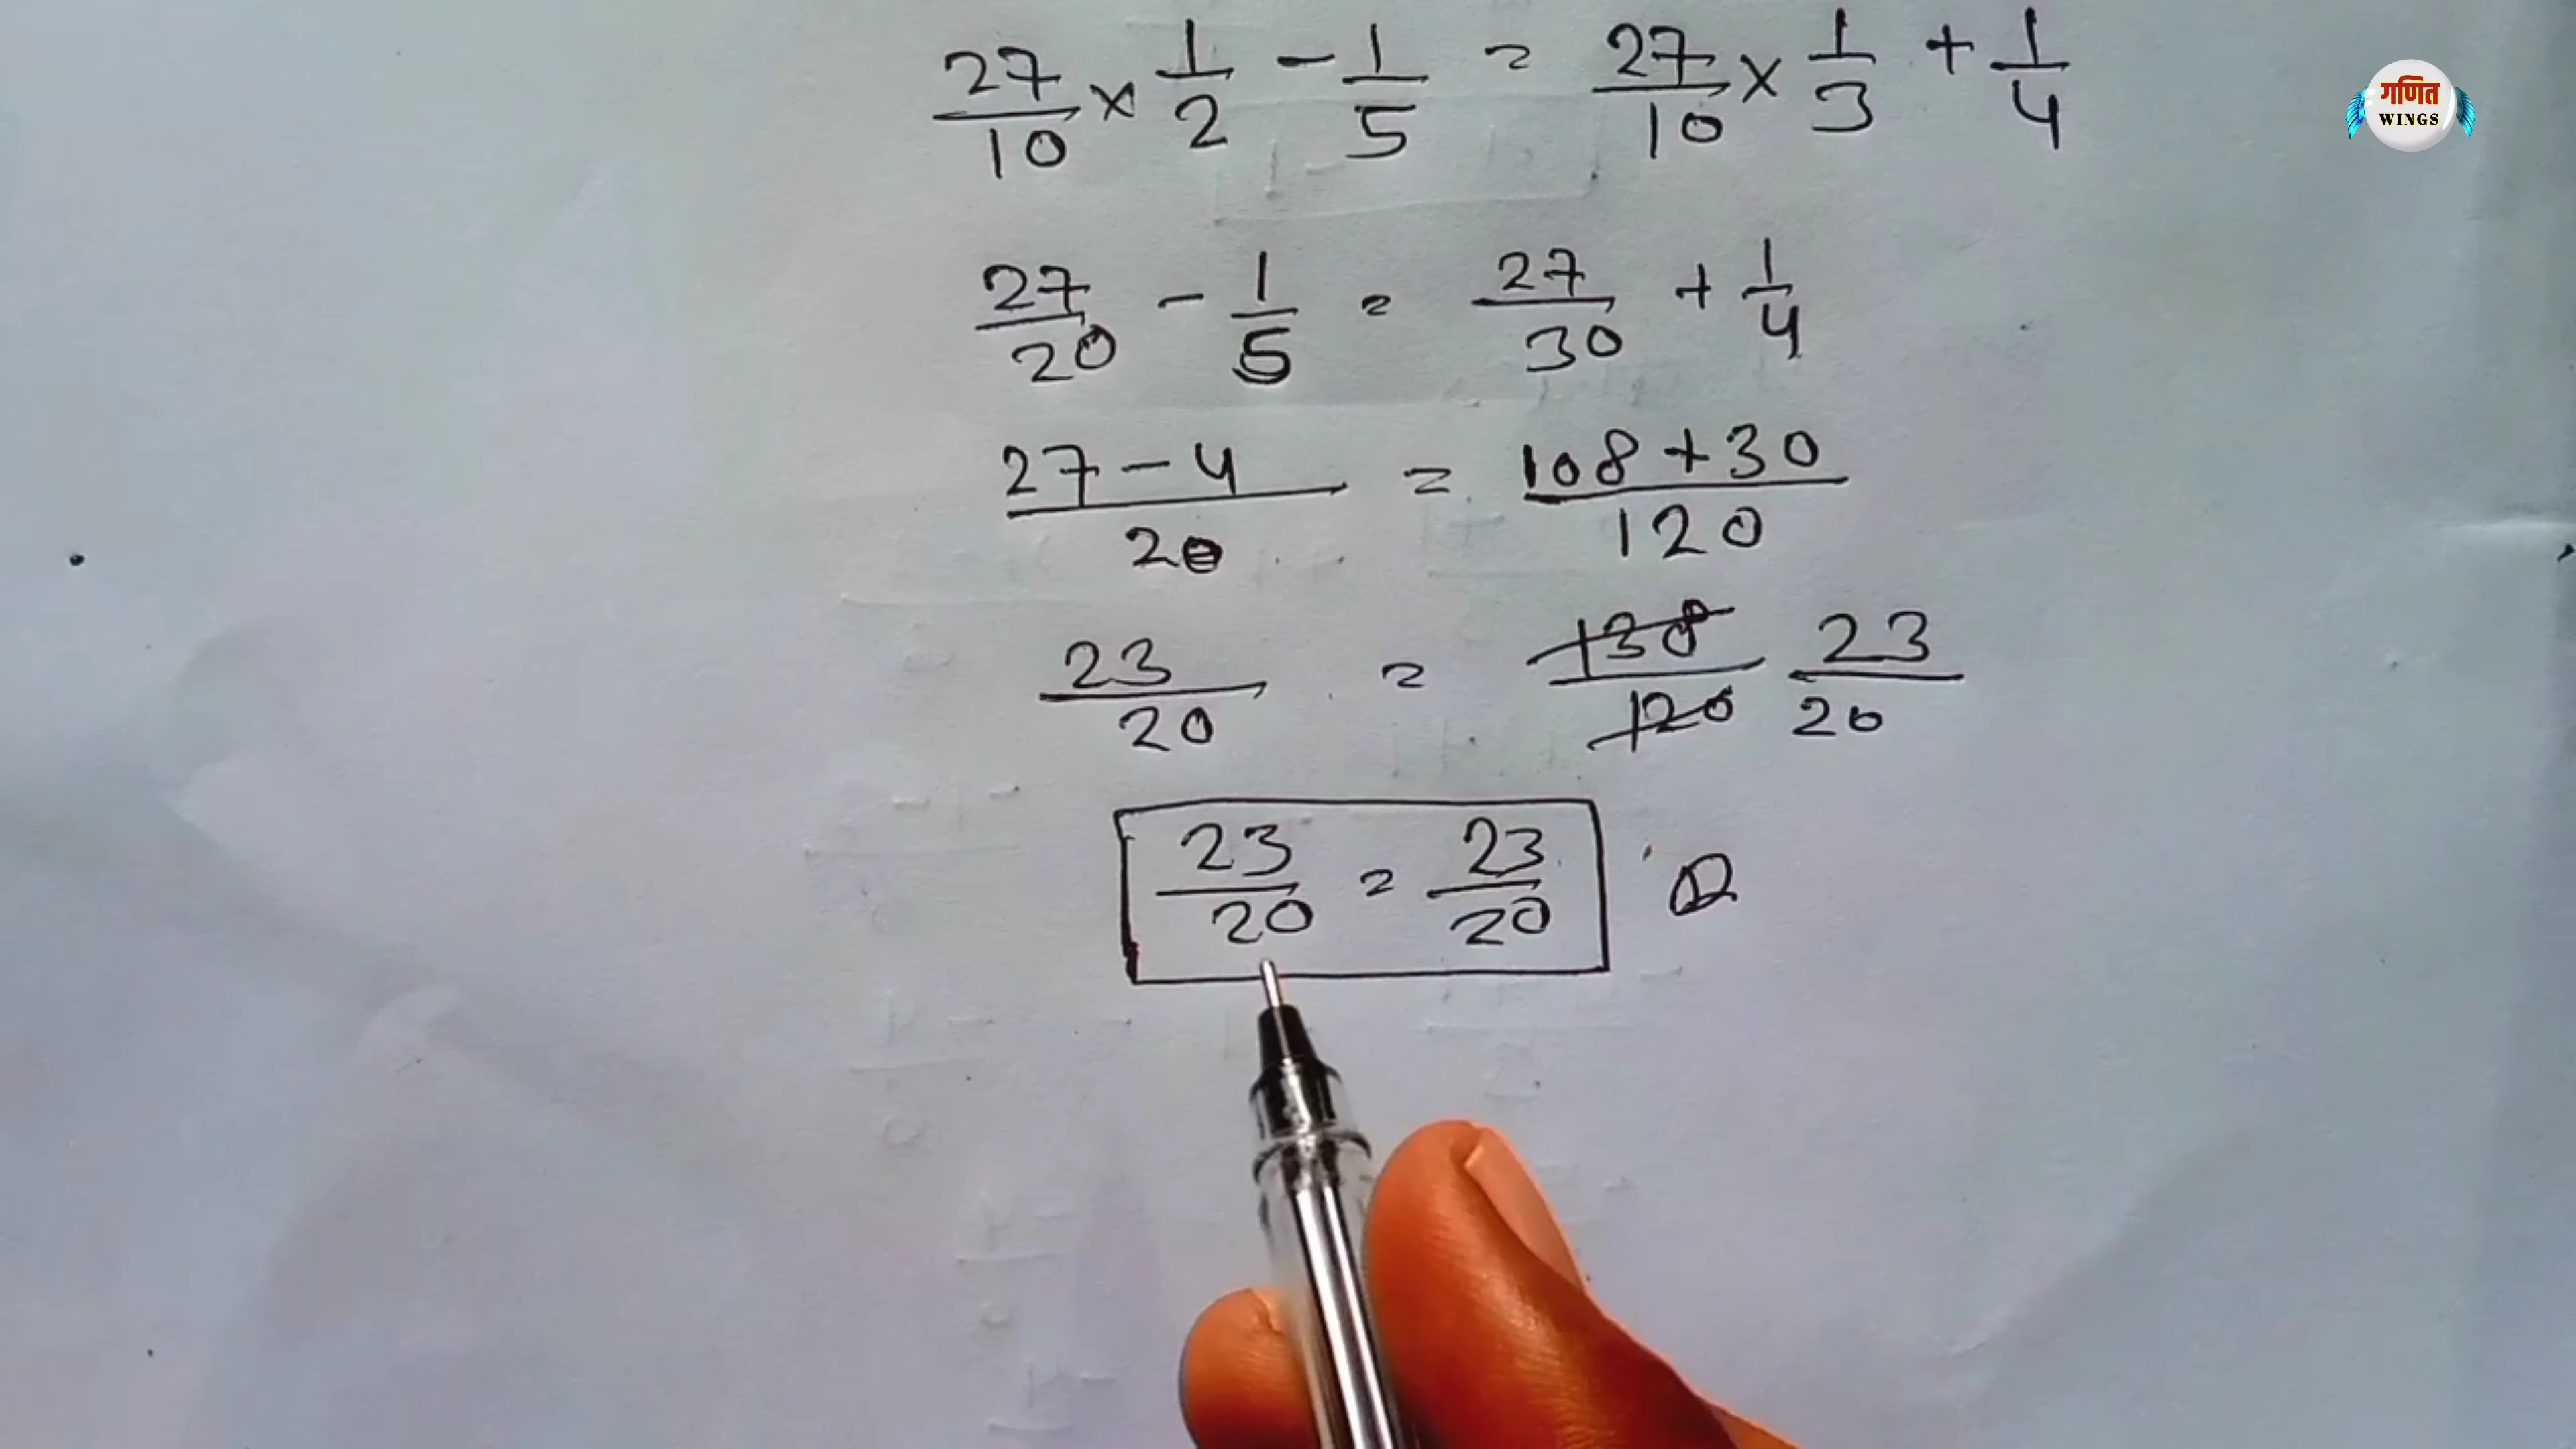 27/10 × 1/2 - 1/5 = 27/10 × 1/3 + 1/4
गणित
WINGS
27/20 - 1/5 = 27/30 + 1/4
27-4/20 = 108+30/120
23/20 = 138/120 23/20
23/20 = 23/20